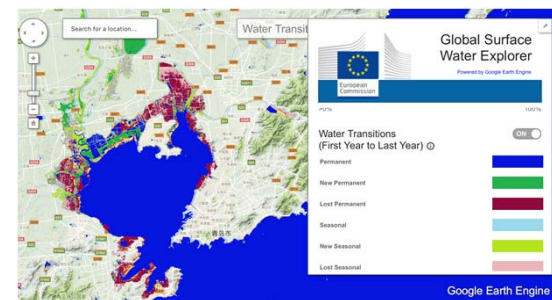 Search for a location...
Water Transit
Global Surface
Water Explorer
Powered by Google Earth Engine
European
Commission
100%
Water Transitions
(First Year to Last Year)
ON
Permanent
New Permanent
Lost Permanent
Seasonal
New Seasonal
Lost Seasonal
青岛市
Google Earth Engine